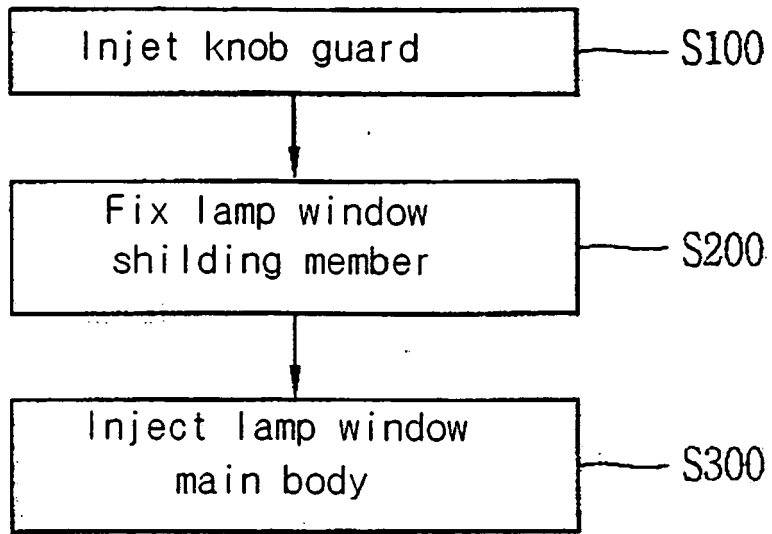 Injet knob guard
S100
Fix lamp window
shilding member
S200
Inject lamp window
main body
S300